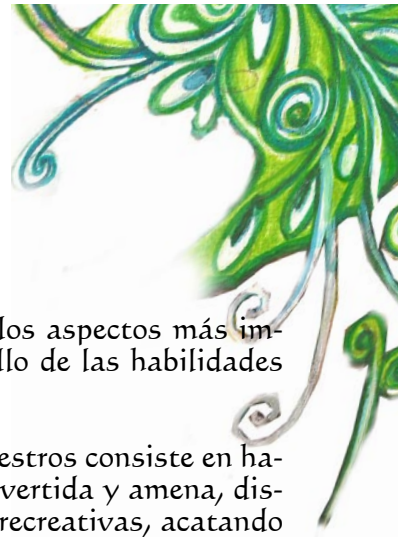 los aspectos más im-
llo de las habilidades
estros consiste en ha-
vertida y amena, dis-
recreativas, acatando